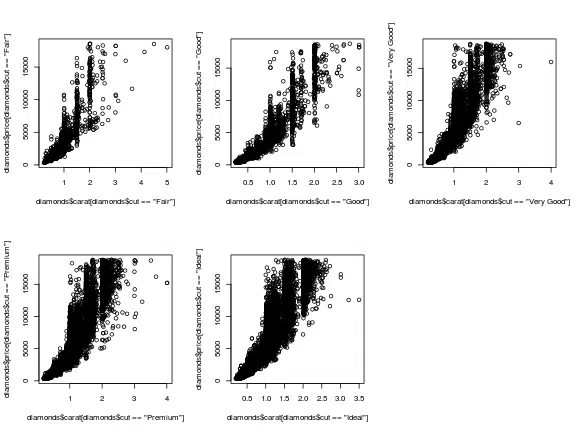 diamonds$price[diamonds$cut == "Fair"]
0 5000 10000 15000
1 2 3 4 5
diamonds$carat[diamonds$cut == "Fair"]
diamonds$price[diamonds$cut == "Good"]
0 5000 10000 15000
0.5 1.0 1.5 2.0 2.5 3.0
diamonds$carat[diamonds$cut == "Good"]
diamonds$price[diamonds$cut == "Very Good"]
0 5000 10000 15000
1 2 3 4
diamonds$carat[diamonds$cut == "Very Good"]
diamonds$price[diamonds$cut == "Premium"]
0 5000 10000 15000
1 2 3 4
diamonds$carat[diamonds$cut == "Premium"]
diamonds$price[diamonds$cut == "Ideal"]
0 5000 10000 15000
0.5 1.0 1.5 2.0 2.5 3.0 3.5
diamonds$carat[diamonds$cut == "Ideal"]